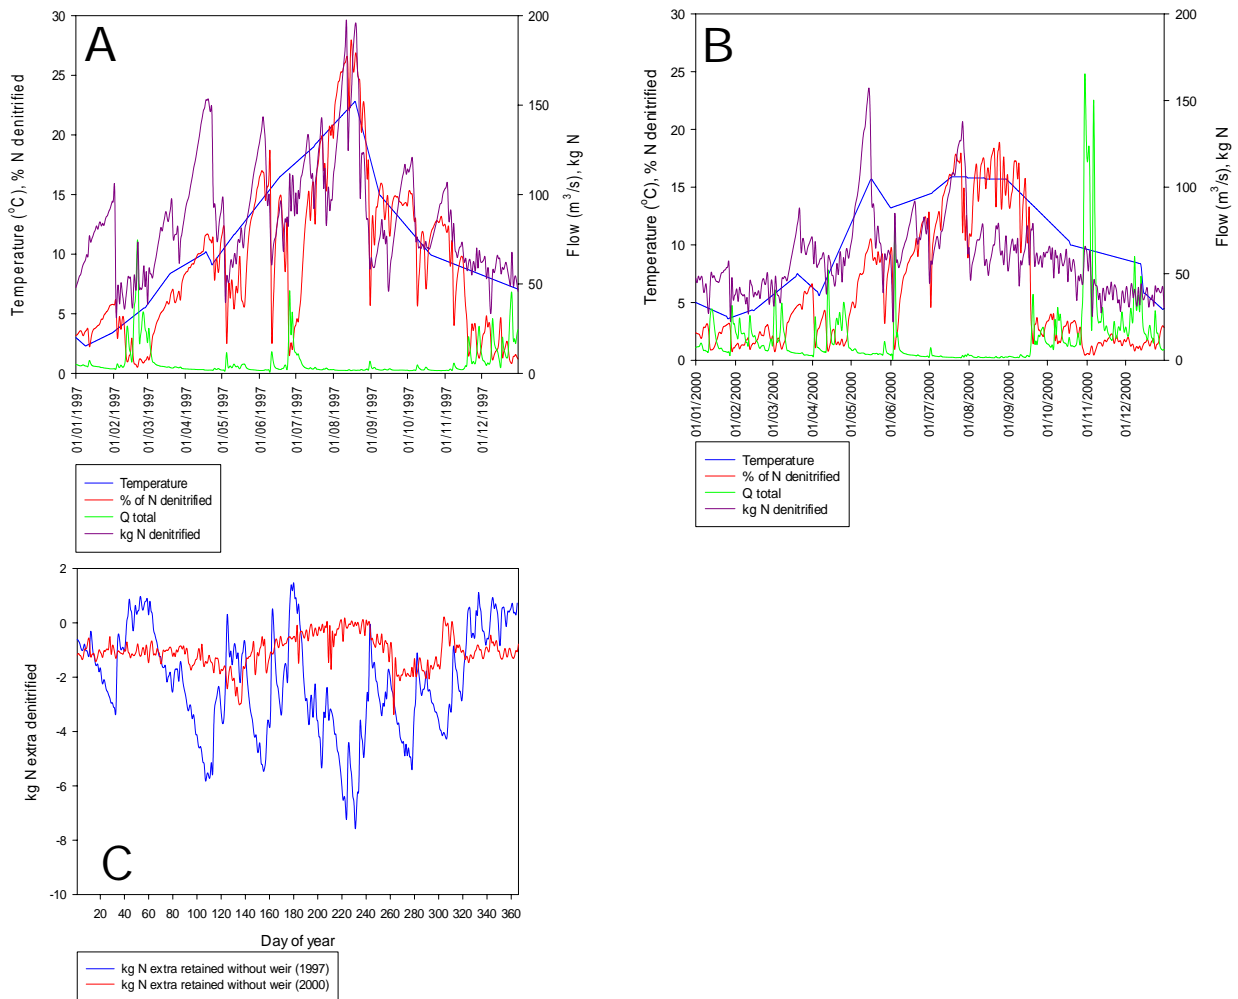 A
Temperature (°C), % N denitrified
30
25
20
15
10
5
0
200
150
100
50
0
Flow (m³/s), kg N
01/01/1997
01/02/1997
01/03/1997
01/04/1997
01/05/1997
01/06/1997
01/07/1997
01/08/1997
01/09/1997
01/10/1997
01/11/1997
01/12/1997
Temperature
% of N denitrified
Q total
kg N denitrified
B
Temperature (°C), % N denitrified
30
25
20
15
10
5
0
200
150
100
50
0
Flow (m³/s), kg N
01/01/2000
01/02/2000
01/03/2000
01/04/2000
01/05/2000
01/06/2000
01/07/2000
01/08/2000
01/09/2000
01/10/2000
01/11/2000
01/12/2000
Temperature
% of N denitrified
Q total
kg N denitrified
C
kg N extra denitrified
2
0
-2
-4
-6
-8
-10
20 40 60 80 100 120 140 160 180 200 220 240 260 280 300 320 340 360
Day of year
kg N extra retained without weir (1997)
kg N extra retained without weir (2000)